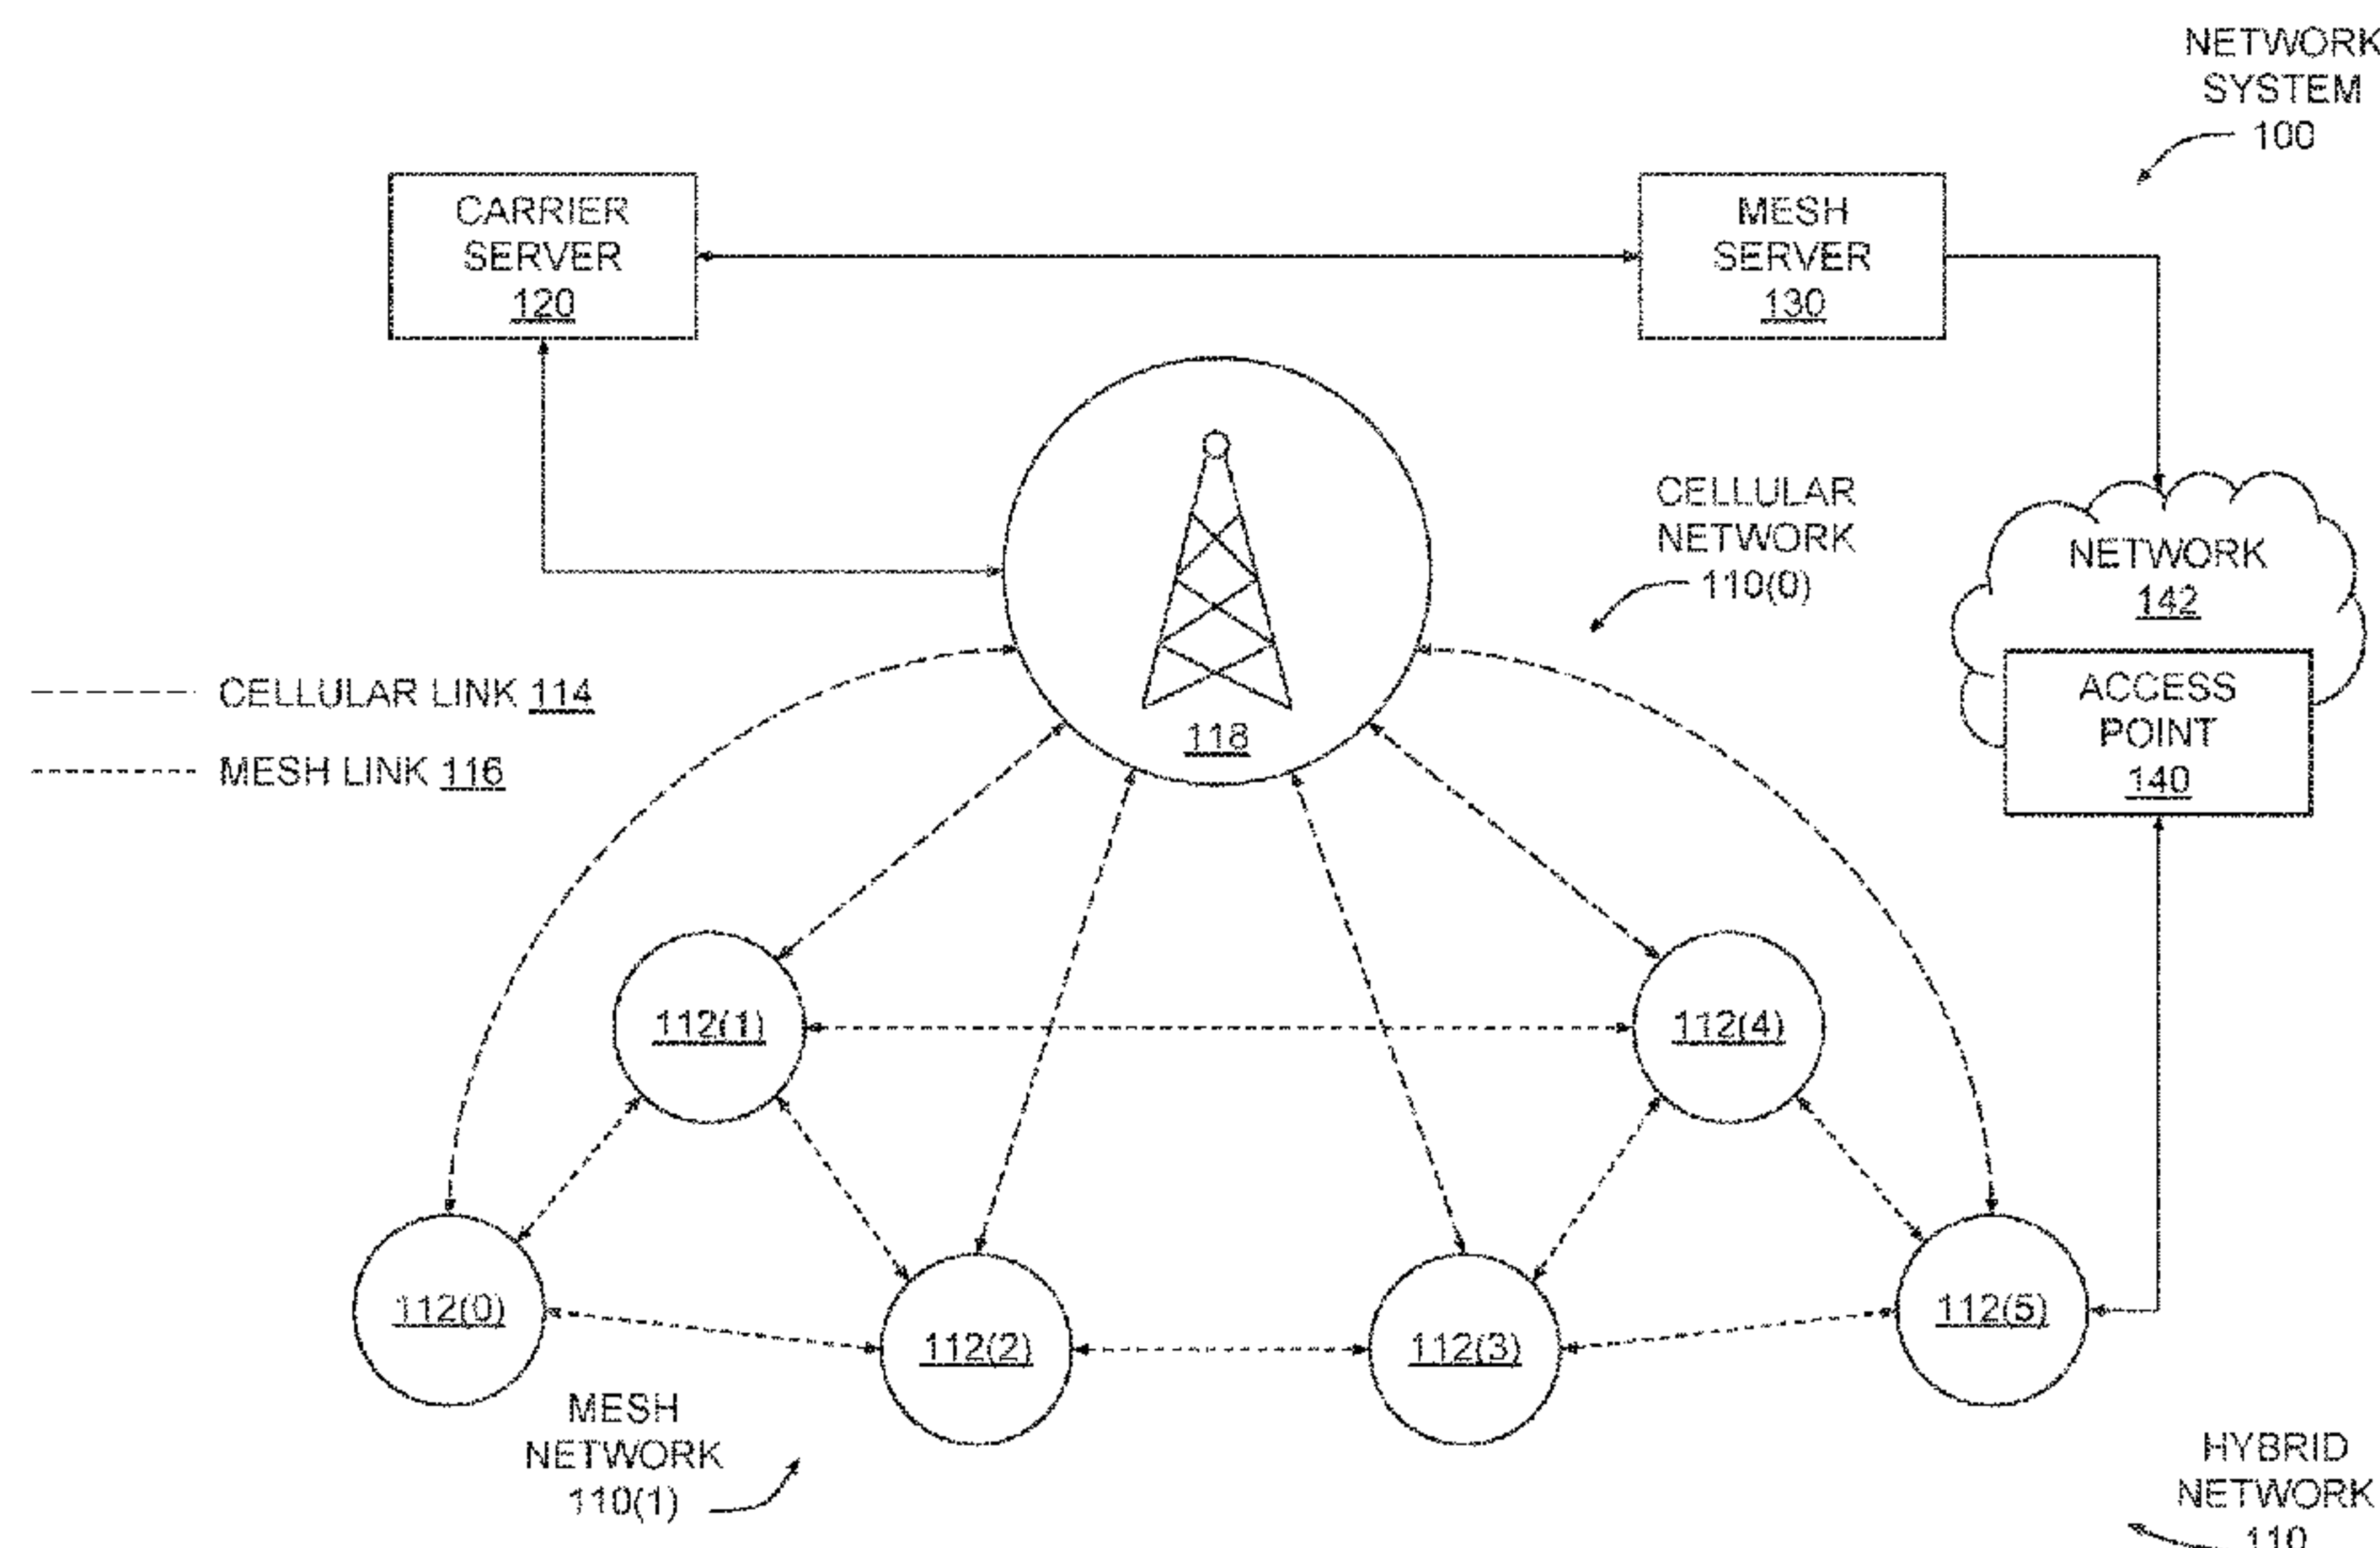 NETWORK
SYSTEM
100
CARRIER
SERVER
120
MESH
SERVER
130
CELLULAR
NETWORK
110(0)
NETWORK
142
ACCESS
POINT
140
CELLULAR LINK 114
MESH LINK 116
118
112(1)
112(4)
112(0)
112(2)
112(3)
112(5)
MESH
NETWORK
110(1)
HYBRID
NETWORK
110